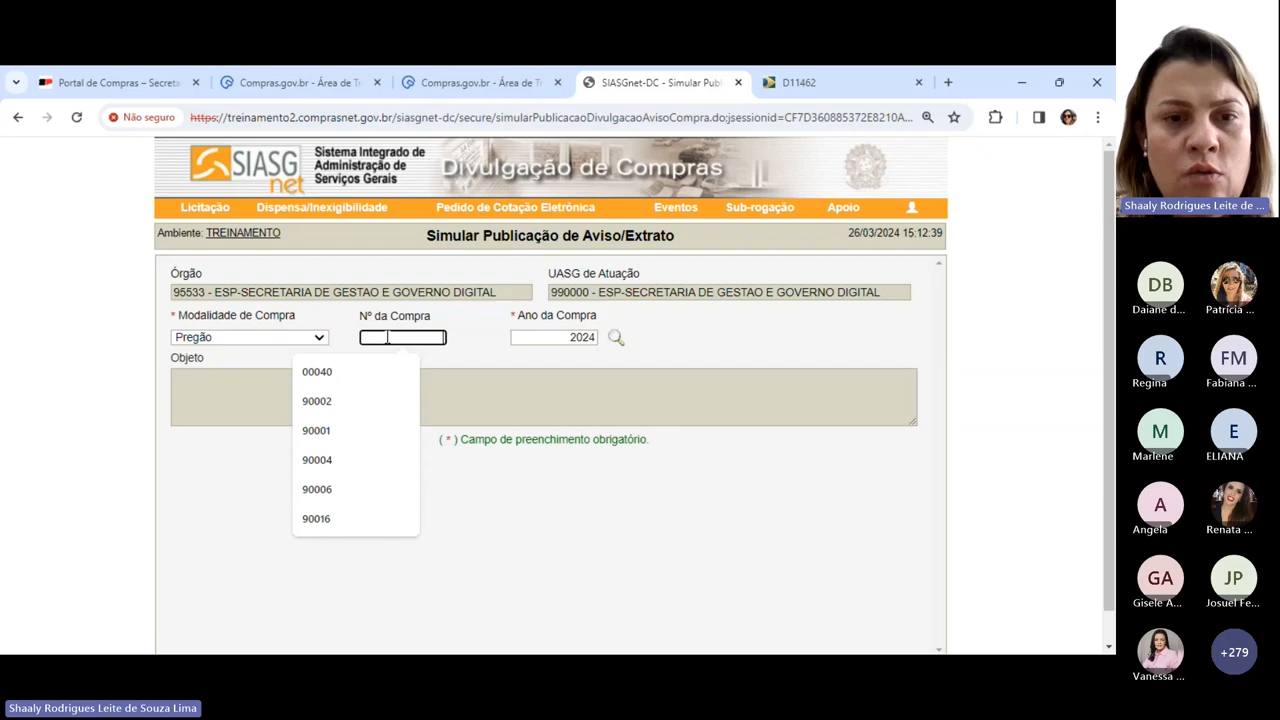 Portal de Compras – Secreta
Compras.gov.br - Área de Tr
Compras.gov.br - Área de Tr
SIASGnet-DC - Simular Publi
D11462
Não seguro
https://treinamento2.comprasnet.gov.br/siasgnet-dc/secure/simularPublicacaoDivulgacaoAvisoCompra.do;jsessionid=CF7D360885372E8210A...
SIASG
net
Sistema Integrado de
Administração de
Serviços Gerais
Divulgação de Compras
Licitação
Dispensa/Inexigibilidade
Pedido de Cotação Eletrônica
Eventos
Sub-rogação
Apoio
Ambiente: TREINAMENTO
Simular Publicação de Aviso/Extrato
26/03/2024 15:12:39
Órgão
UASG de Atuação
95533 - ESP-SECRETARIA DE GESTAO E GOVERNO DIGITAL
990000 - ESP-SECRETARIA DE GESTAO E GOVERNO DIGITAL
* Modalidade de Compra
Nº da Compra
* Ano da Compra
Pregão
2024
Objeto
00040
90002
90001
90004
90006
90016
( * ) Campo de preenchimento obrigatório.
Shaaly Rodrigues Leite de ...
DB
Daiane d...
Patrícia ...
R
Regina
FM
Fabiana ...
M
Marlene
E
ELIANA
A
Angela
Renata ...
GA
Gisele A...
JP
Josuel Fe...
Vanessa ...
+279
Shaaly Rodrigues Leite de Souza Lima